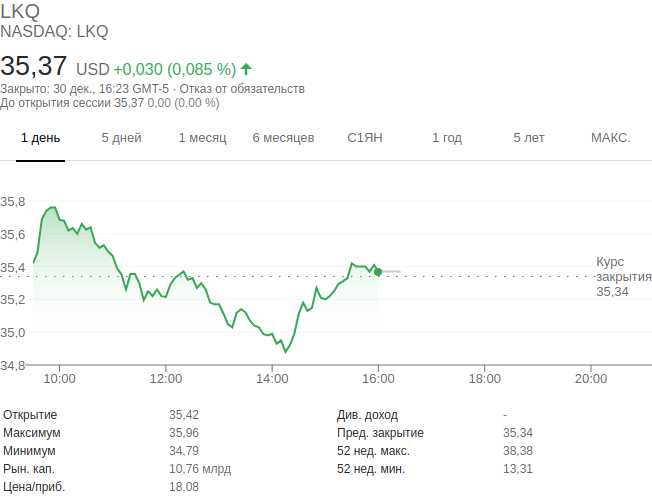 LKQ
NASDAQ: LKQ
35,37 USD +0,030 (0,085 %)
Закрыто: 30 дек., 16:23 GMT-5 · Отказ от обязательств
До открытия сессии 35,37 0,00 (0,00 %)
1 день 5 дней 1 месяц 6 месяцев С1ЯН 1 год 5 лет МАКС.
35,8
35,6
35,4
35,2
35,0
34,8
Курс
закрытия
35,34
10:00 12:00 14:00 16:00 18:00 20:00
Открытие 35,42 Див. доход -
Максимум 35,96 Пред. закрытие 35,34
Минимум 34,79 52 нед. макс. 38,38
Рын. кап. 10,76 млрд 52 нед. мин. 13,31
Цена/приб. 18,08